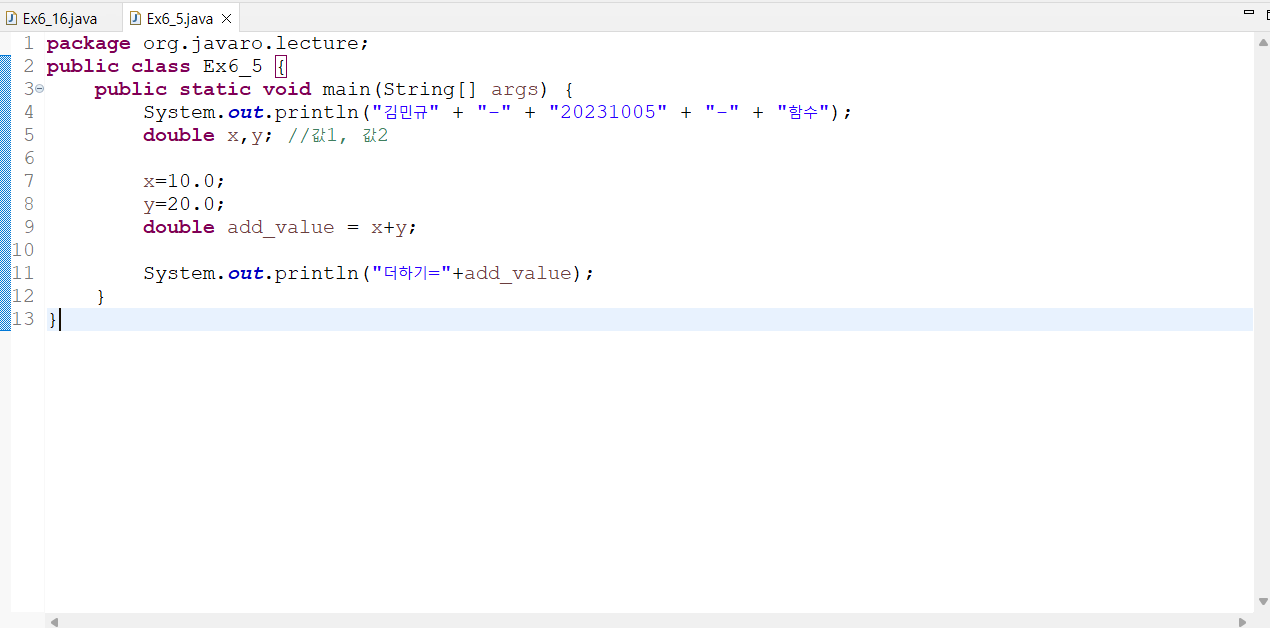 Ex6_16.java Ex6_5.java
1 package org.javaro.lecture;
2 public class Ex6_5 {
3 public static void main(String[] args) {
4 System.out.println("김민규" + "-" + "20231005" + "-" + "함수");
5 double x,y; //값1, 값2
6
7 x=10.0;
8 y=20.0;
9 double add_value = x+y;
10
11 System.out.println("더하기="+add_value);
12 }
13 }